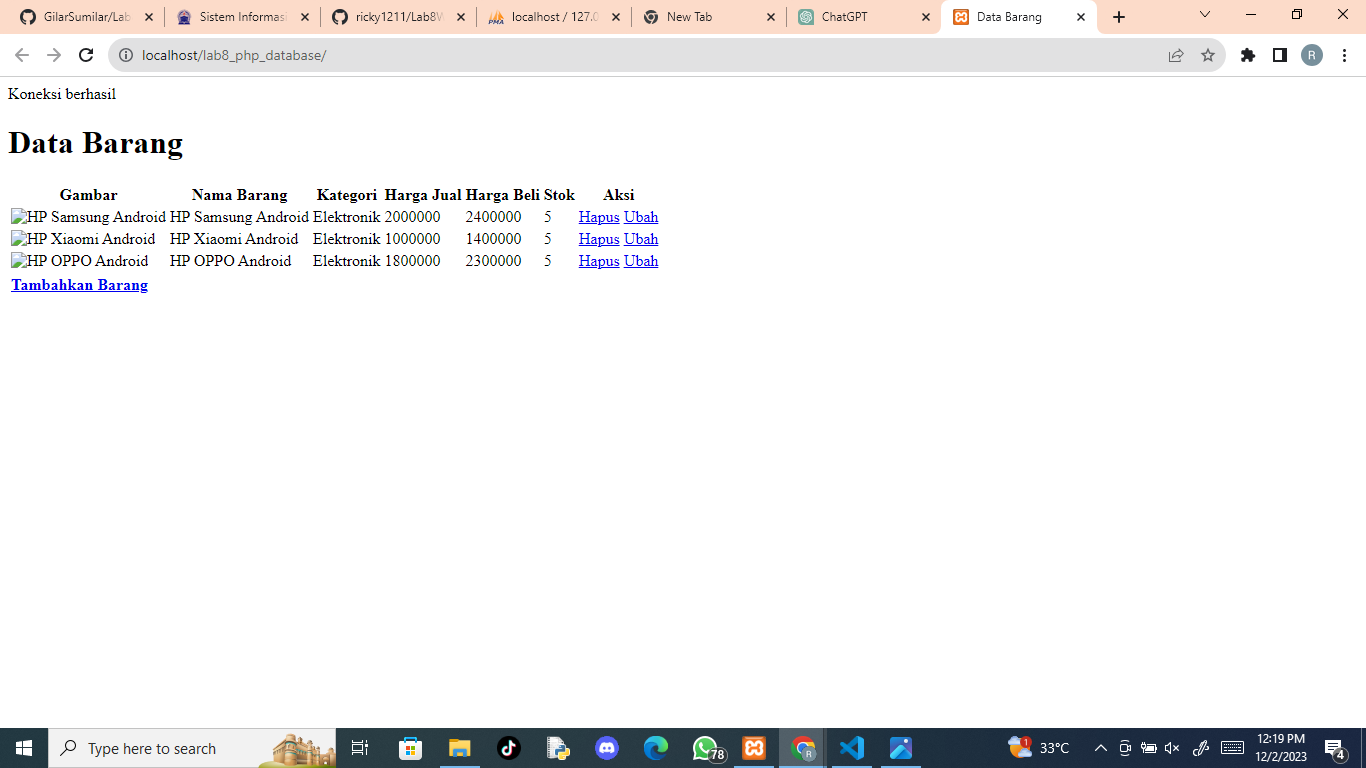 GilarSumilar/Lab
Sistem Informasi
ricky1211/Lab8W
PMA
localhost / 127.0
New Tab
ChatGPT
Data Barang
localhost/lab8_php_database/
R
Koneksi berhasil
Data Barang
Gambar Nama Barang Kategori Harga Jual Harga Beli Stok Aksi
HP Samsung Android HP Samsung Android Elektronik 2000000 2400000 5 Hapus Ubah
HP Xiaomi Android HP Xiaomi Android Elektronik 1000000 1400000 5 Hapus Ubah
HP OPPO Android HP OPPO Android Elektronik 1800000 2300000 5 Hapus Ubah
Tambahkan Barang
Type here to search
78
R
1
33°C
12:19 PM
12/2/2023
4